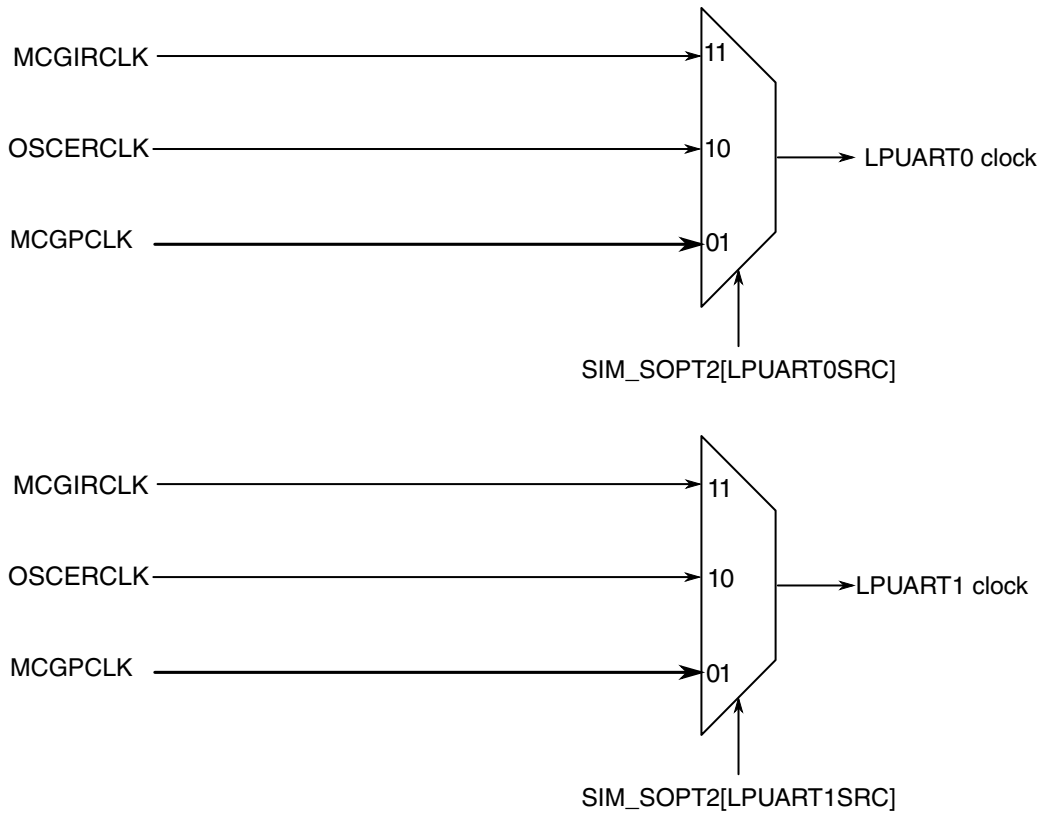 MCGIRCLK
11
OSCERCLK
10
LPUART0 clock
MCGPCLK
01
SIM_SOPT2[LPUART0SRC]
MCGIRCLK
11
OSCERCLK
10
LPUART1 clock
MCGPCLK
01
SIM_SOPT2[LPUART1SRC]